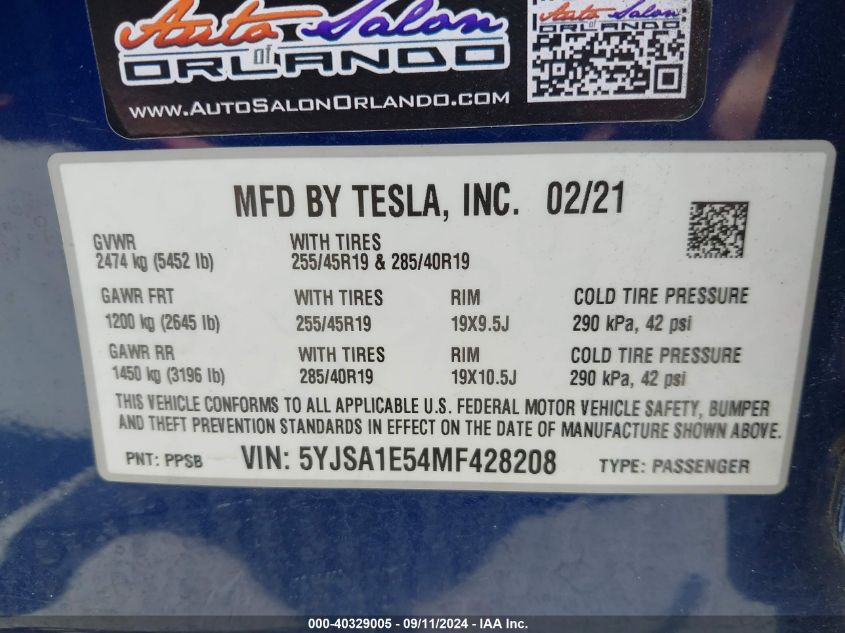 Auto Salon
of
ORLANDO
WWW.AUTOSALONORLANDO.COM
MFD BY TESLA, INC. 02/21
GVWR WITH TIRES
2474 kg (5452 lb) 255/45R19 & 285/40R19
GAWR FRT WITH TIRES RIM COLD TIRE PRESSURE
1200 kg (2645 lb) 255/45R19 19X9.5J 290 kPa, 42 psi
GAWR RR WITH TIRES RIM COLD TIRE PRESSURE
1450 kg (3196 lb) 285/40R19 19X10.5J 290 kPa, 42 psi
THIS VEHICLE CONFORMS TO ALL APPLICABLE U.S. FEDERAL MOTOR VEHICLE SAFETY, BUMPER
AND THEFT PREVENTION STANDARDS IN EFFECT ON THE DATE OF MANUFACTURE SHOWN ABOVE.
PNT: PPSB VIN: 5YJSA1E54MF428208 TYPE: PASSENGER
000-40329005 - 09/11/2024 - IAA Inc.